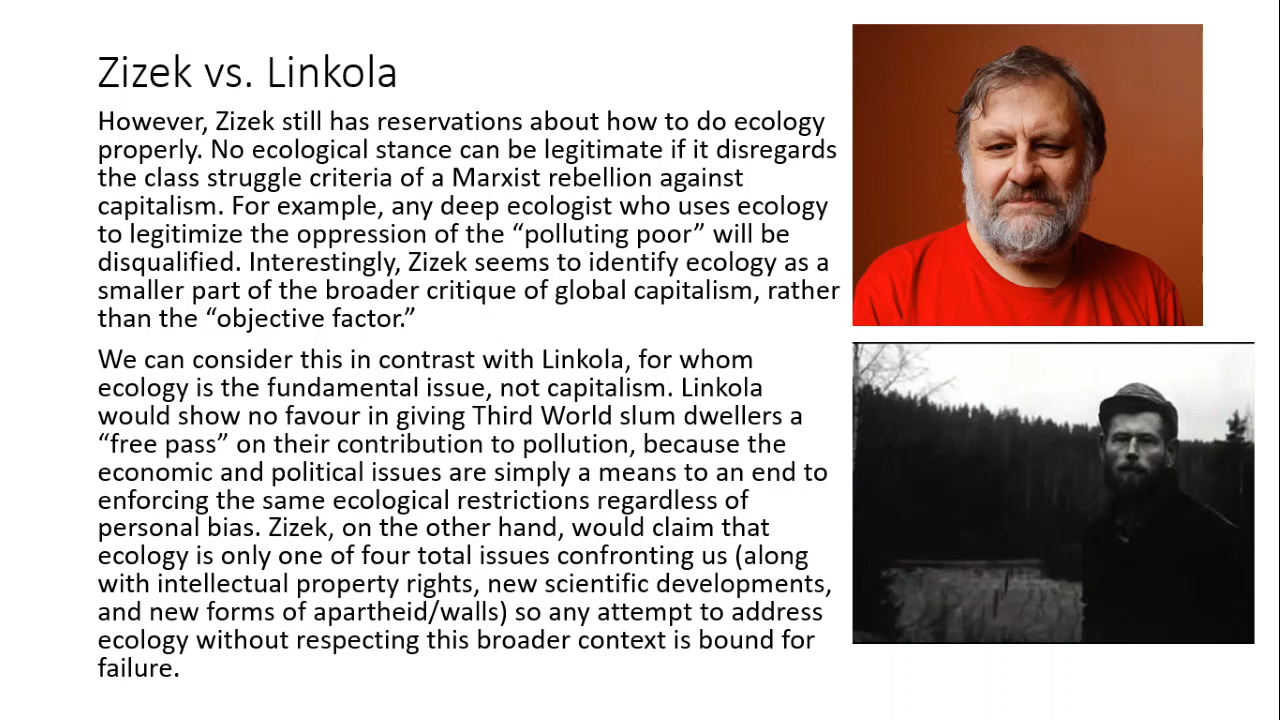 Zizek vs. Linkola
However, Zizek still has reservations about how to do ecology
properly. No ecological stance can be legitimate if it disregards
the class struggle criteria of a Marxist rebellion against
capitalism. For example, any deep ecologist who uses ecology
to legitimize the oppression of the “polluting poor” will be
disqualified. Interestingly, Zizek seems to identify ecology as a
smaller part of the broader critique of global capitalism, rather
than the “objective factor.”
We can consider this in contrast with Linkola, for whom
ecology is the fundamental issue, not capitalism. Linkola
would show no favour in giving Third World slum dwellers a
“free pass” on their contribution to pollution, because the
economic and political issues are simply a means to an end to
enforcing the same ecological restrictions regardless of
personal bias. Zizek, on the other hand, would claim that
ecology is only one of four total issues confronting us (along
with intellectual property rights, new scientific developments,
and new forms of apartheid/walls) so any attempt to address
ecology without respecting this broader context is bound for
failure.